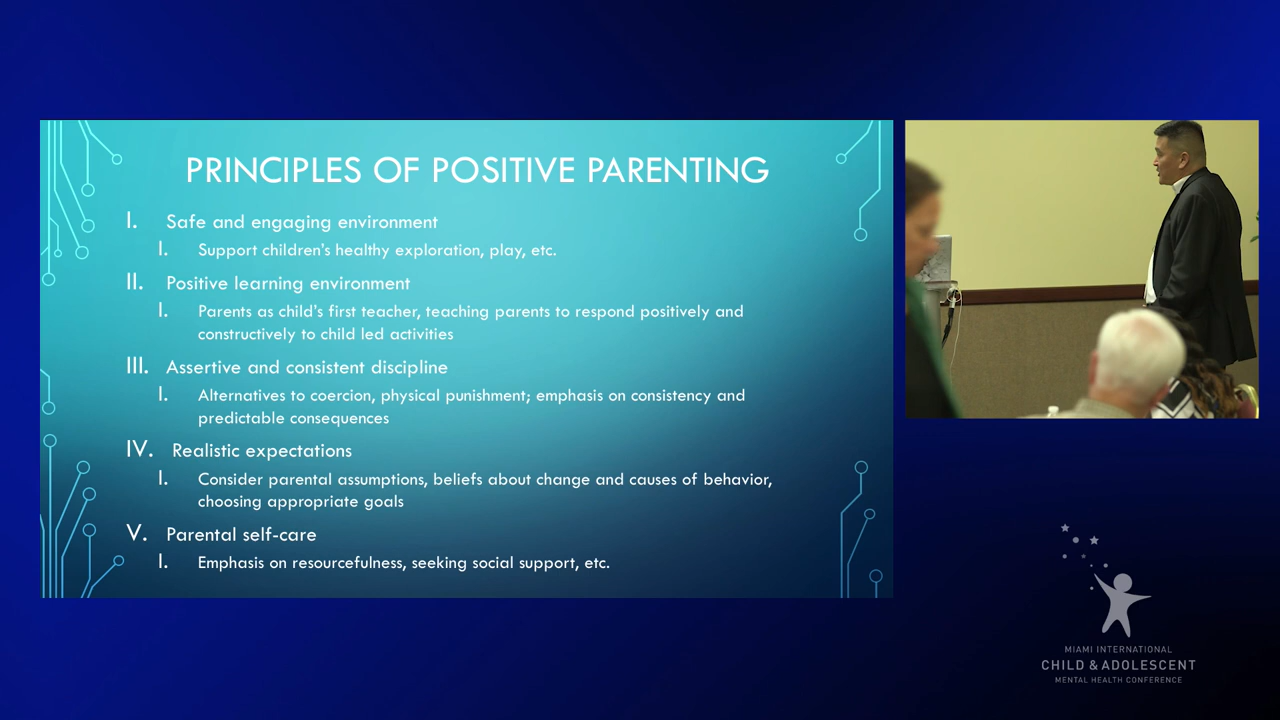 PRINCIPLES OF POSITIVE PARENTING
I. Safe and engaging environment
I. Support children's healthy exploration, play, etc.
II. Positive learning environment
I. Parents as child's first teacher, teaching parents to respond positively and
constructively to child led activities
III. Assertive and consistent discipline
I. Alternatives to coercion, physical punishment; emphasis on consistency and
predictable consequences
IV. Realistic expectations
I. Consider parental assumptions, beliefs about change and causes of behavior,
choosing appropriate goals
V. Parental self-care
I. Emphasis on resourcefulness, seeking social support, etc.
MIAMI INTERNATIONAL
CHILD & ADOLESCENT
MENTAL HEALTH CONFERENCE